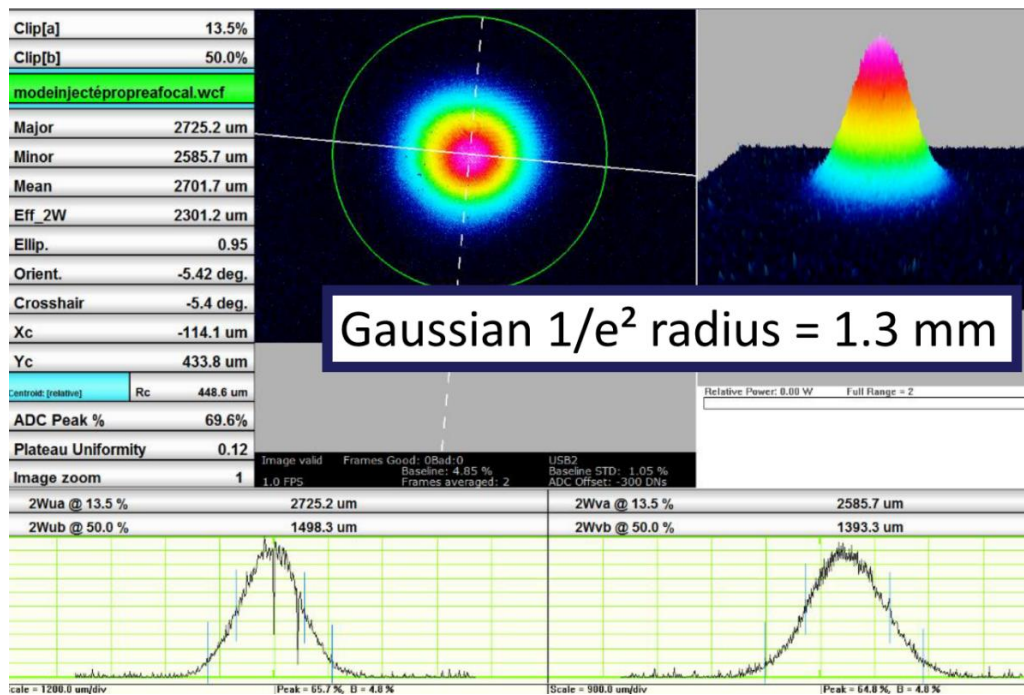 Clip[a] 13.5%
Clip[b] 50.0%
modeinjectépropreafocal.wcf
Major 2725.2 um
Minor 2585.7 um
Mean 2701.7 um
Eff_2W 2301.2 um
Ellip. 0.95
Orient. -5.42 deg.
Crosshair -5.4 deg.
Xc -114.1 um
Yc 433.8 um
Centroid: [relative] Rc 448.6 um
ADC Peak % 69.6%
Plateau Uniformity 0.12
Image zoom 1
Gaussian 1/e² radius = 1.3 mm
Relative Power: 0.00 W Full Range = 2
Image valid Frames Good: 0Bad:0 USB2
Baseline: 4.85 % Baseline STD: 1.05 %
1.0 FPS Frames averaged: 2 ADC Offset: -300 DNs
2Wua @ 13.5 % 2725.2 um 2Wva @ 13.5 % 2585.7 um
2Wub @ 50.0 % 1498.3 um 2Wvb @ 50.0 % 1393.3 um
cale = 1200.0 um/div Peak = 65.7 %, B = 4.8 % Scale = 900.0 um/div Peak = 64.8 %, B = 4.8 %